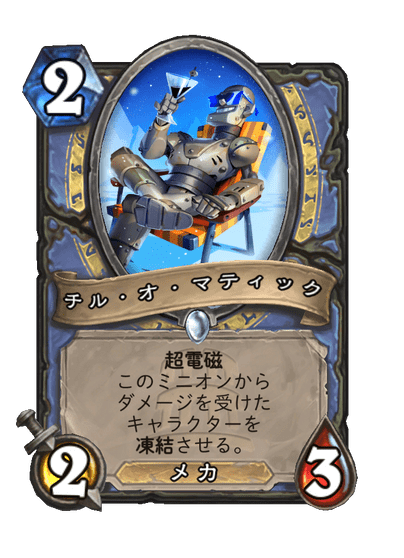 2
チル・オ・マティック
超電磁
このミニオンから
ダメージを受けた
キャラクターを
凍結させる。
2
メカ
3